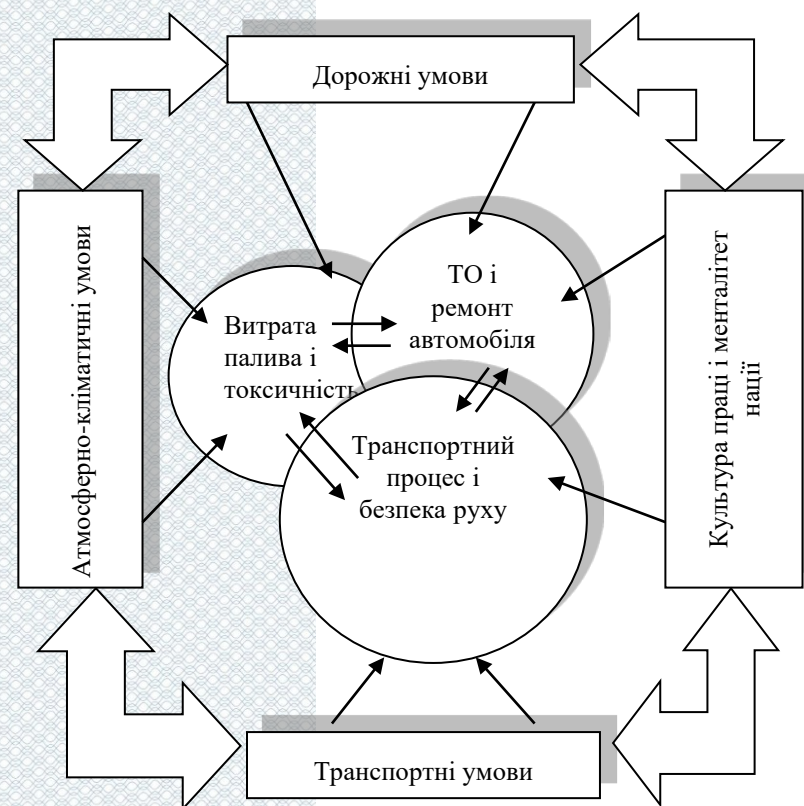 Дорожні умови
Атмосферно-кліматичні умови
ТО і
ремонт
автомобіля
Витрата
палива і
токсичність
Транспортний
процес і
безпека руху
Культура праці і менталітет
нації
Транспортні умови